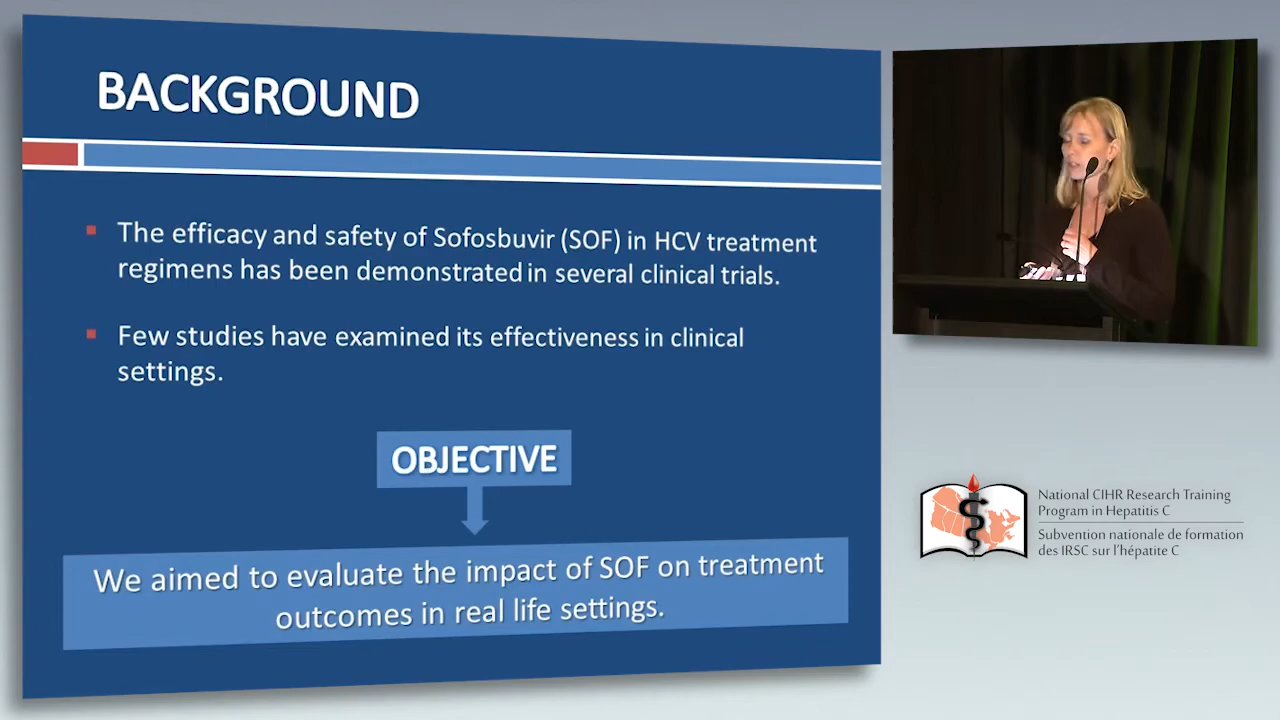 BACKGROUND
The efficacy and safety of Sofosbuvir (SOF) in HCV treatment
regimens has been demonstrated in several clinical trials.
Few studies have examined its effectiveness in clinical
settings.
OBJECTIVE
We aimed to evaluate the impact of SOF on treatment
outcomes in real life settings.
National CIHR Research Training
Program in Hepatitis C
Subvention nationale de formation
des IRSC sur l'hépatite C